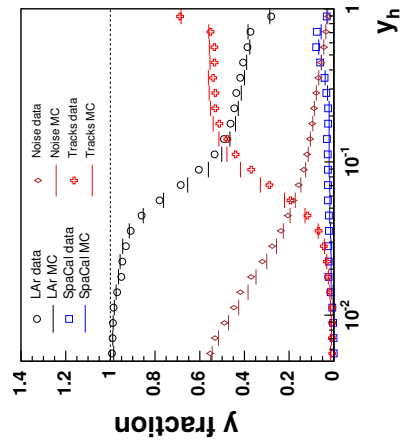 y fraction
1.4
1.2
1
0.8
0.6
0.4
0.2
0
LAr data
LAr MC
SpaCal data
SpaCal MC
Noise data
Noise MC
Tracks data
Tracks MC
10-2
10-1
1
y_h